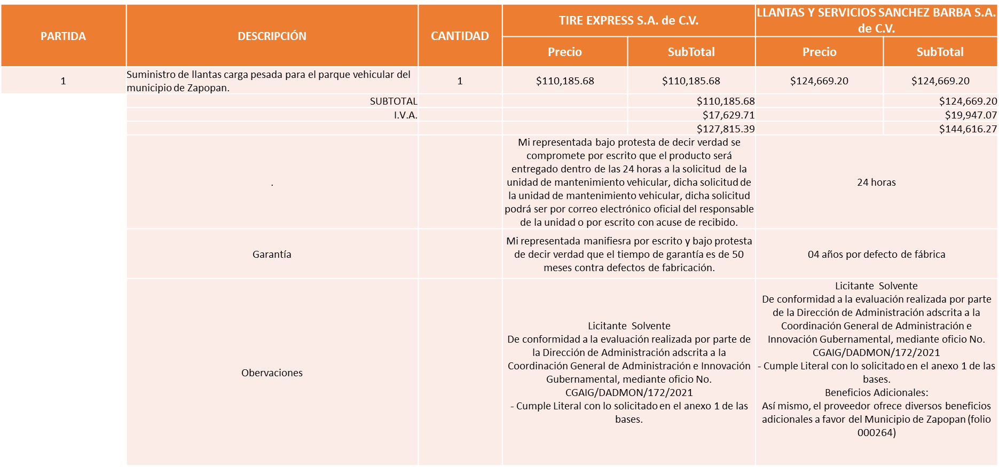 PARTIDA
DESCRIPCIÓN
CANTIDAD
TIRE EXPRESS S.A. de C.V.
LLANTAS Y SERVICIOS SANCHEZ BARBA S.A.
de C.V.
Precio
SubTotal
Precio
SubTotal
1
Suministro de llantas carga pesada para el parque vehicular del
municipio de Zapopan.
1
$110,185.68
$110,185.68
$124,669.20
$124,669.20
SUBTOTAL
$110,185.68
$124,669.20
I.V.A.
$17,629.71
$19,947.07
$127,815.39
$144,616.27
.
Mi representada bajo protesta de decir verdad se
compromete por escrito que el producto será
entregado dentro de las 24 horas a la solicitud de la
unidad de mantenimiento vehicular, dicha solicitud de
la unidad de mantenimiento vehicular, dicha solicitud
podrá ser por correo electrónico oficial del responsable
de la unidad o por escrito con acuse de recibido.
24 horas
Garantía
Mi representada manifiesra por escrito y bajo protesta
de decir verdad que el tiempo de garantía es de 50
meses contra defectos de fabricación.
04 años por defecto de fábrica
Obervaciones
Licitante Solvente
De conformidad a la evaluación realizada por parte de
la Dirección de Administración adscrita a la
Coordinación General de Administración e Innovación
Gubernamental, mediante oficio No.
CGAIG/DADMON/172/2021
- Cumple Literal con lo solicitado en el anexo 1 de las
bases.
Licitante Solvente
De conformidad a la evaluación realizada por parte
de la Dirección de Administración adscrita a la
Coordinación General de Administración e
Innovación Gubernamental, mediante oficio No.
CGAIG/DADMON/172/2021
- Cumple Literal con lo solicitado en el anexo 1 de las
bases.
Beneficios Adicionales:
Así mismo, el proveedor ofrece diversos beneficios
adicionales a favor del Municipio de Zapopan (folio
000264)